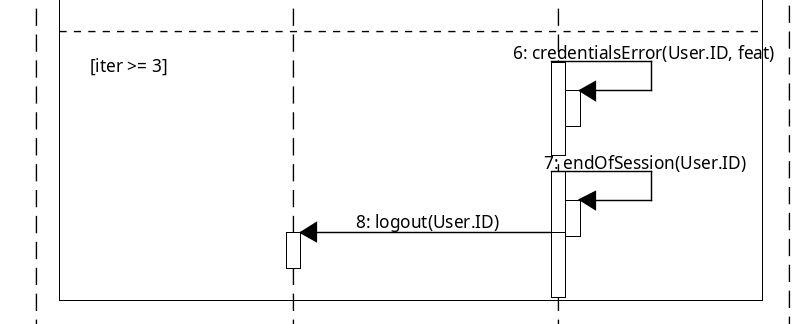 6: credentialsError(User.ID, feat)
[iter >= 3]
7: endOfSession(User.ID)
8: logout(User.ID)